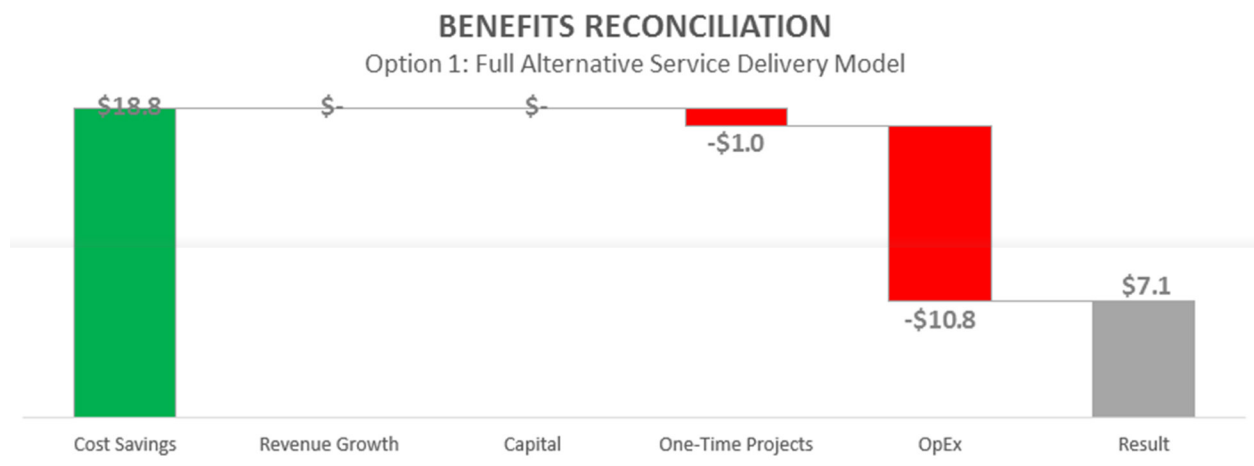 BENEFITS RECONCILIATION
Option 1: Full Alternative Service Delivery Model
$18.8 $- $-
-$1.0
-$10.8
$7.1
Cost Savings Revenue Growth Capital One-Time Projects OpEx Result